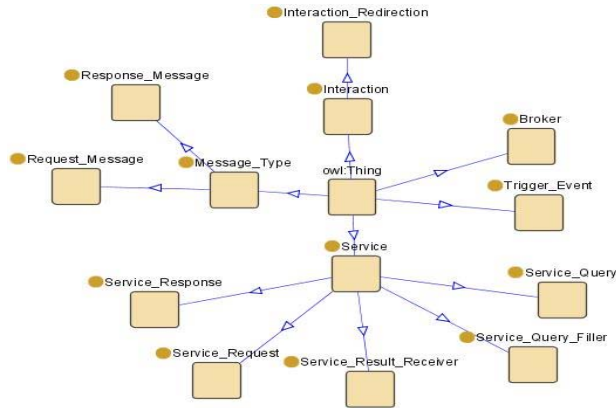 Interaction_Redirection
Response_Message
Interaction
Broker
Request_Message
Message_Type
owl:Thing
Trigger_Event
Service
Service_Response
Service_Query
Service_Request
Service_Result_Receiver
Service_Query_Filler